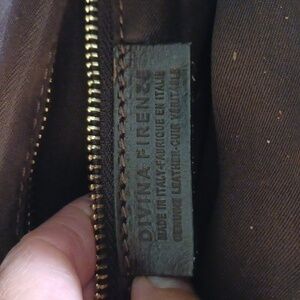 DIVINA FIRENZE
MADE IN ITALY-FABRIQUE EN ITALIE
GENUINE LEATHER-CUIR VERITABLE